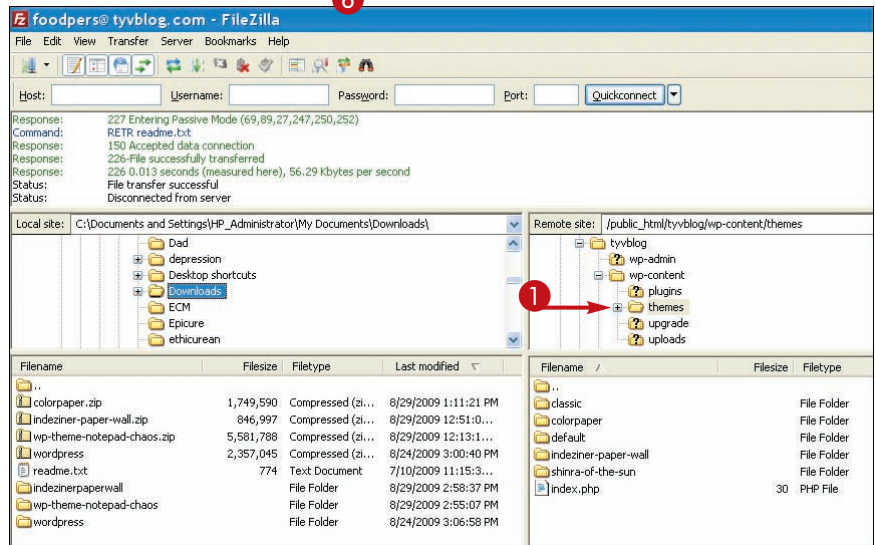 foodpers@ tyvblog.com - FileZilla
File Edit View Transfer Server Bookmarks Help
Host: Username: Password: Port: Quickconnect
Response: 227 Entering Passive Mode (69,89,27,247,250,252)
Command: RETR readme.txt
Response: 150 Accepted data connection
Response: 226-File successfully transferred
Response: 226 0.013 seconds (measured here), 56.29 Kbytes per second
Status: File transfer successful
Status: Disconnected from server
Local site: C:\Documents and Settings\HP_Administrator\My Documents\Downloads\
Dad
depression
Desktop shortcuts
Downloads
ECM
Epicure
ethicurean
Remote site: /public_html/tyvblog/wp-content/themes
tyvblog
wp-admin
wp-content
plugins
1
themes
upgrade
uploads
Filename Filesize Filetype Last modified
..
colorpaper.zip 1,749,590 Compressed (zi... 8/29/2009 1:11:21 PM
indeziner-paper-wall.zip 846,997 Compressed (zi... 8/29/2009 12:51:0...
wp-theme-notepad-chaos.zip 5,581,788 Compressed (zi... 8/29/2009 12:13:1...
wordpress 2,357,045 Compressed (zi... 8/24/2009 3:00:40 PM
readme.txt 774 Text Document 7/10/2009 11:15:3...
indezinerpaperwall File Folder 8/29/2009 2:58:37 PM
wp-theme-notepad-chaos File Folder 8/29/2009 2:55:07 PM
wordpress File Folder 8/24/2009 3:06:58 PM
Filename Filesize Filetype
..
classic File Folder
colorpaper File Folder
default File Folder
indeziner-paper-wall File Folder
shinra-of-the-sun File Folder
index.php 30 PHP File